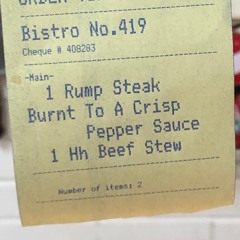 Bistro No.419
Cheque # 408283
-Main-
1 Rump Steak
Burnt To A Crisp
Pepper Sauce
1 Hh Beef Stew
Number of items: 2